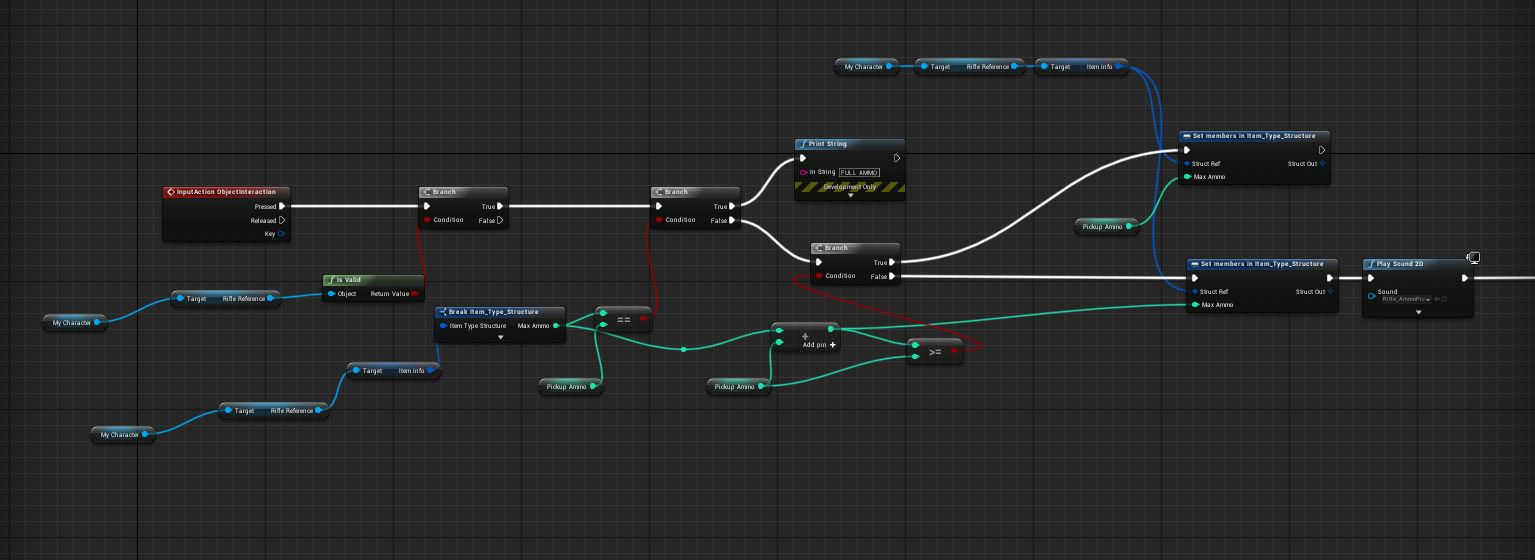 My Character
Target Rifle Reference
Target Item Info
Set members in Item_Type_Structure
Struct Ref Struct Out
Max Ammo
Print String
In String FULL AMMO
Development Only
InputAction ObjectInteraction
Pressed
Released
Key
Branch
True
Condition False
Branch
True
Condition False
Pickup Ammo
Branch
True
Condition False
Set members in Item_Type_Structure
Struct Ref Struct Out
Max Ammo
Play Sound 2D
Sound
Rifle_AmmoPic
Is Valid
Object Return Value
Target Rifle Reference
My Character
Break Item_Type_Structure
Item Type Structure Max Ammo
==
+
Add pin +
>=
Target Item Info
Pickup Ammo
Pickup Ammo
Target Rifle Reference
My Character